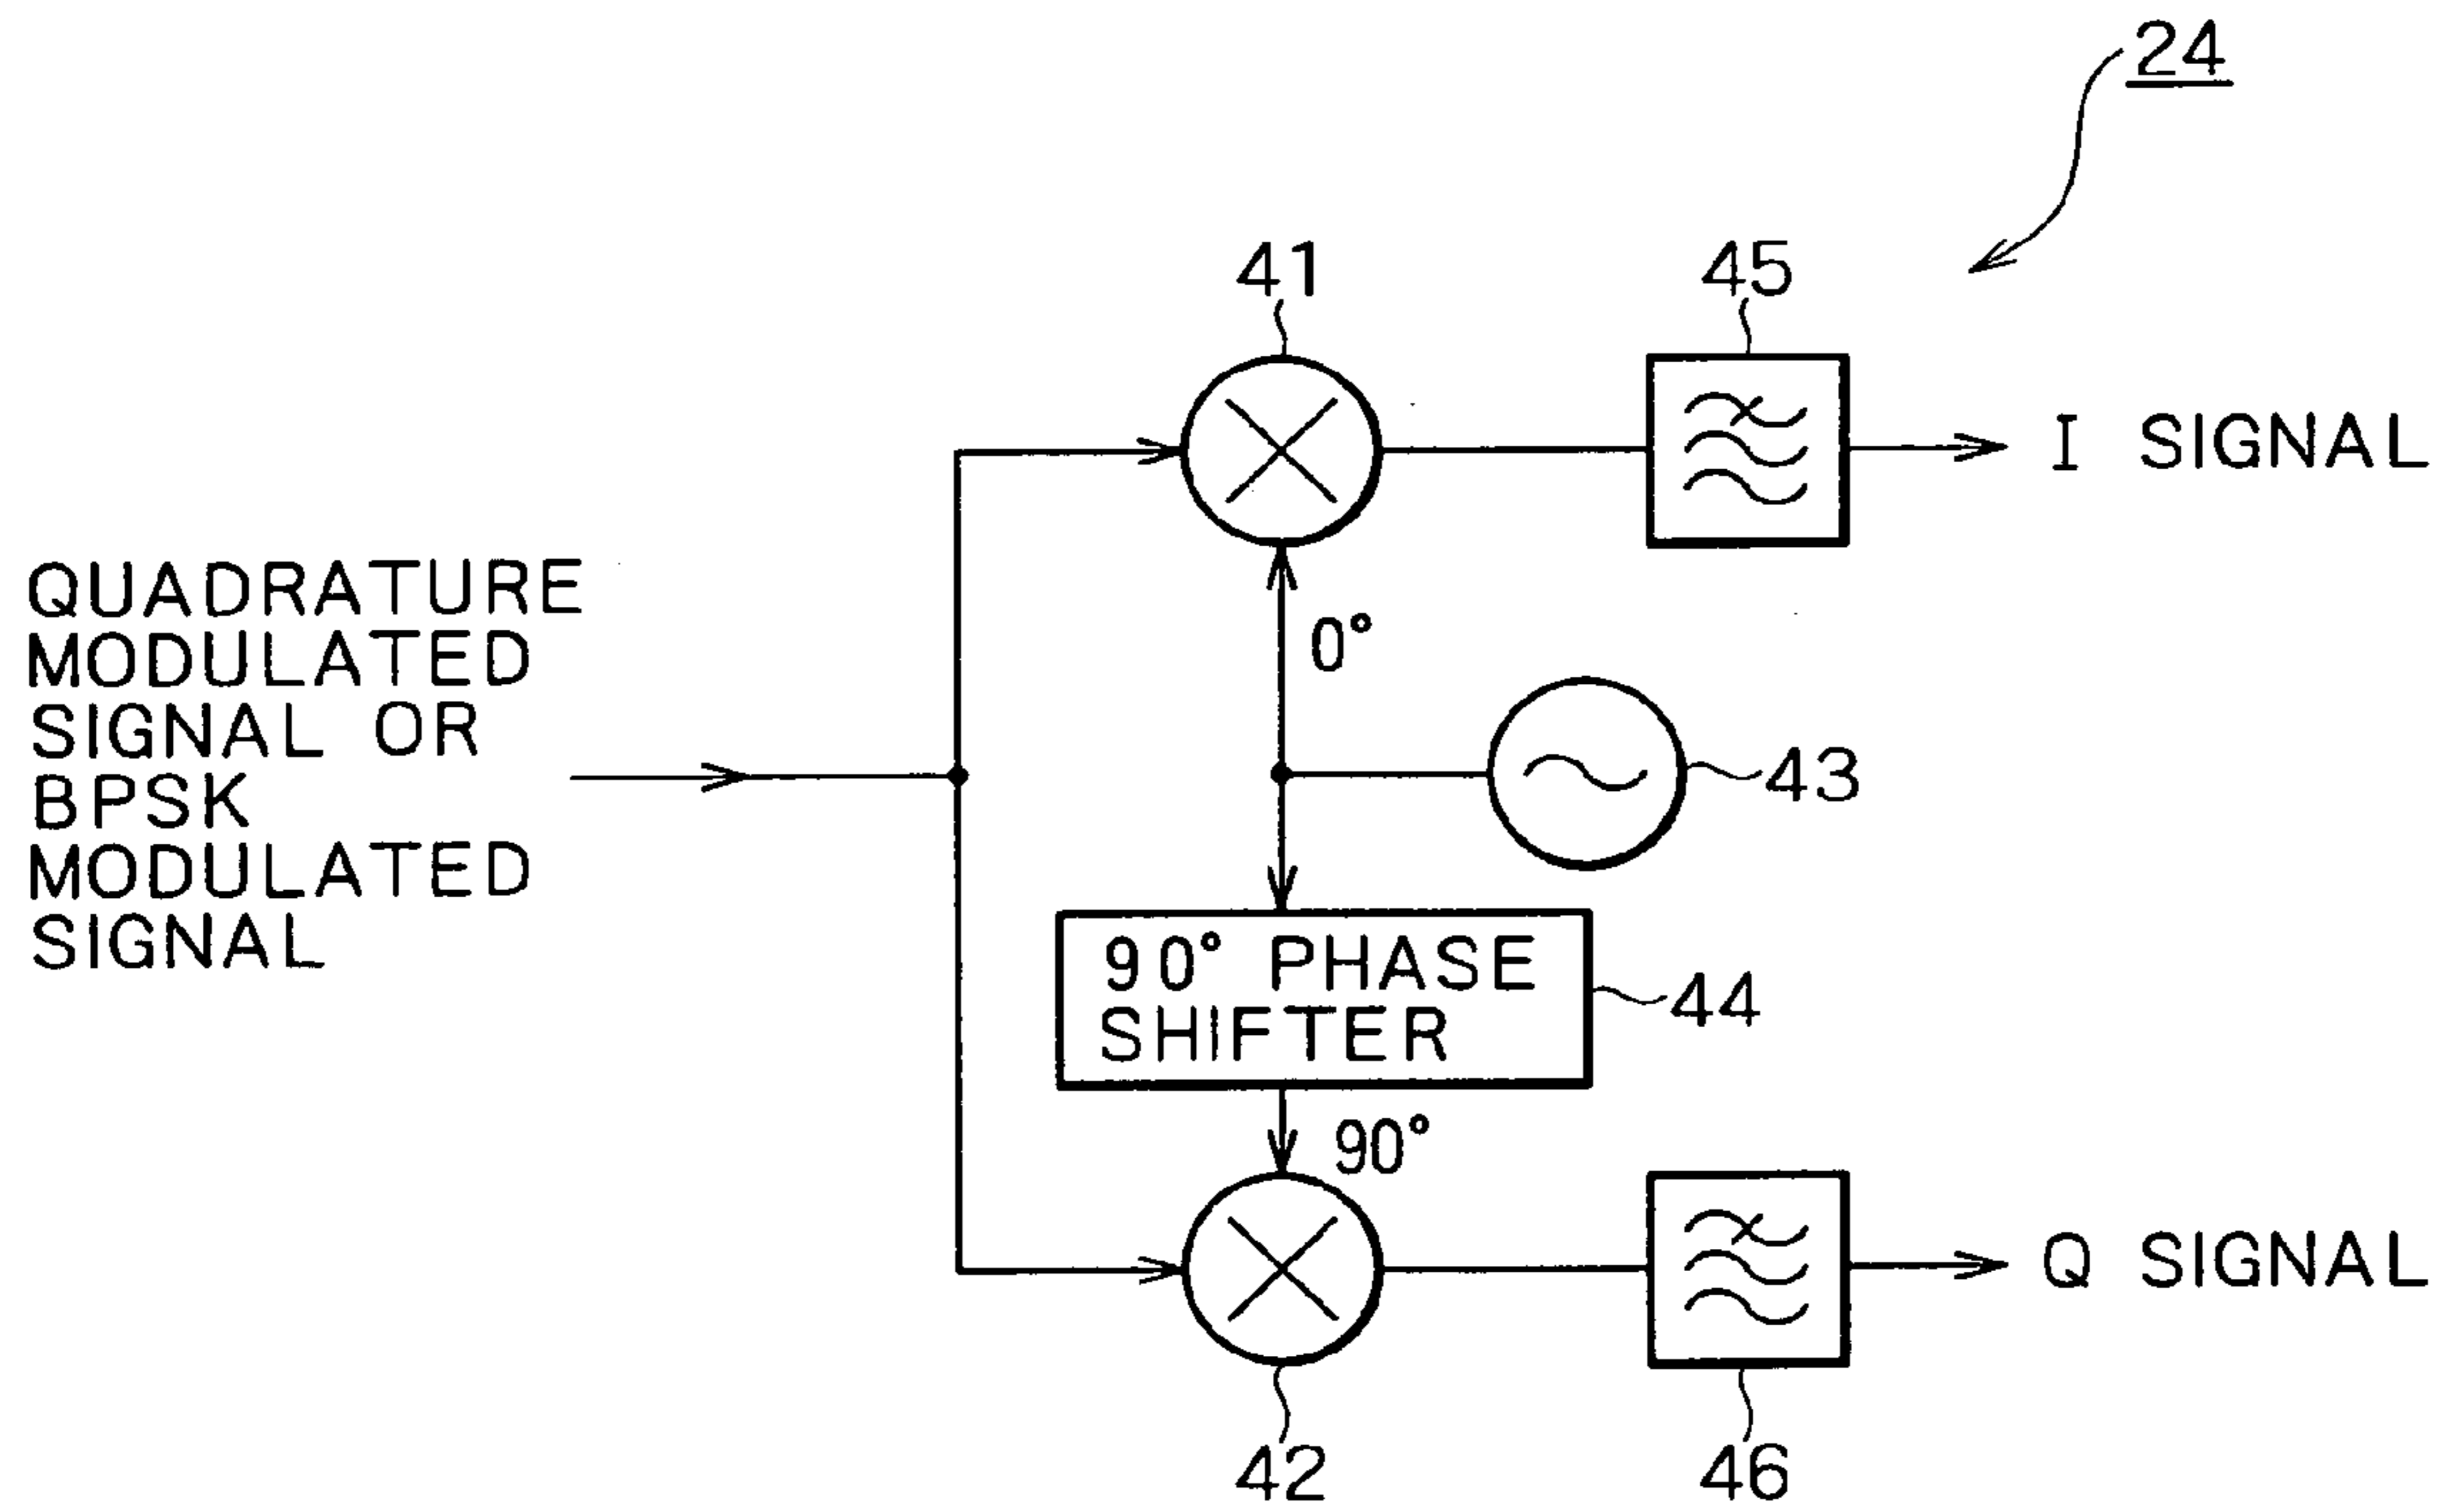 24
41
45
I SIGNAL
QUADRATURE
MODULATED
SIGNAL OR
BPSK
MODULATED
SIGNAL
0°
43
90° PHASE
SHIFTER
44
90°
Q SIGNAL
42
46